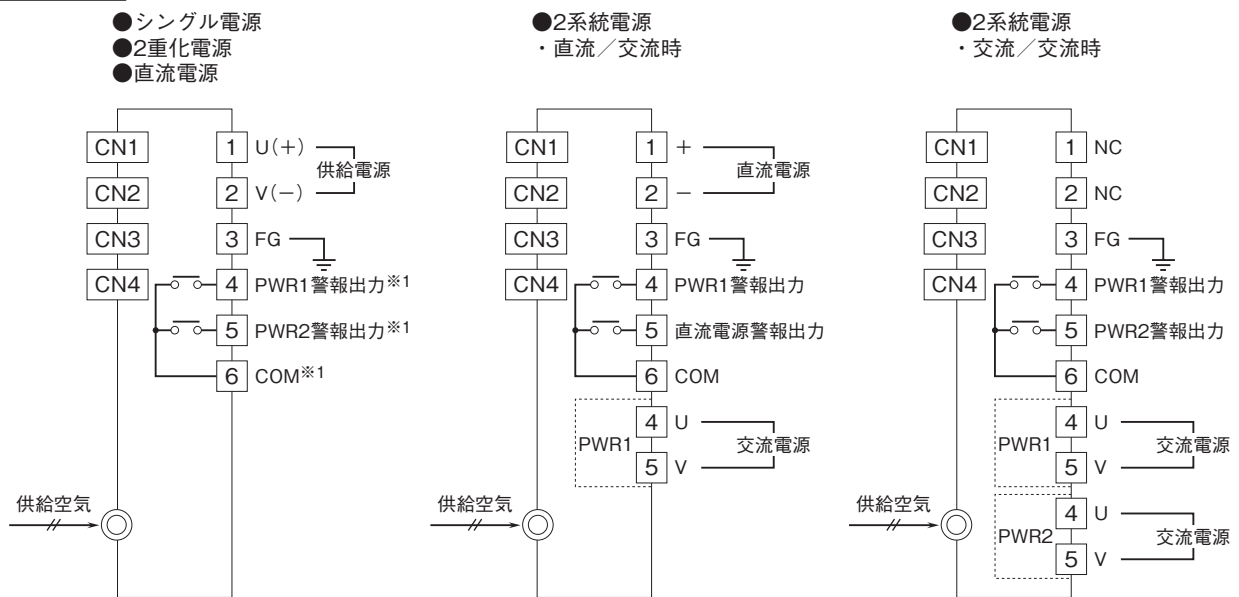 ●シングル電源
●2重化電源
●直流電源
CN1
1 U(+)
供給電源
CN2
2 V(−)
CN3
3 FG
CN4
4 PWR1警報出力※1
5 PWR2警報出力※1
6 COM※1
供給空気
●2系統電源
・直流／交流時
CN1
1 +
直流電源
CN2
2 −
CN3
3 FG
CN4
4 PWR1警報出力
5 直流電源警報出力
6 COM
PWR1
4 U
交流電源
5 V
供給空気
●2系統電源
・交流／交流時
CN1
1 NC
CN2
2 NC
CN3
3 FG
CN4
4 PWR1警報出力
5 PWR2警報出力
6 COM
PWR1
4 U
交流電源
5 V
供給空気
PWR2
4 U
交流電源
5 V